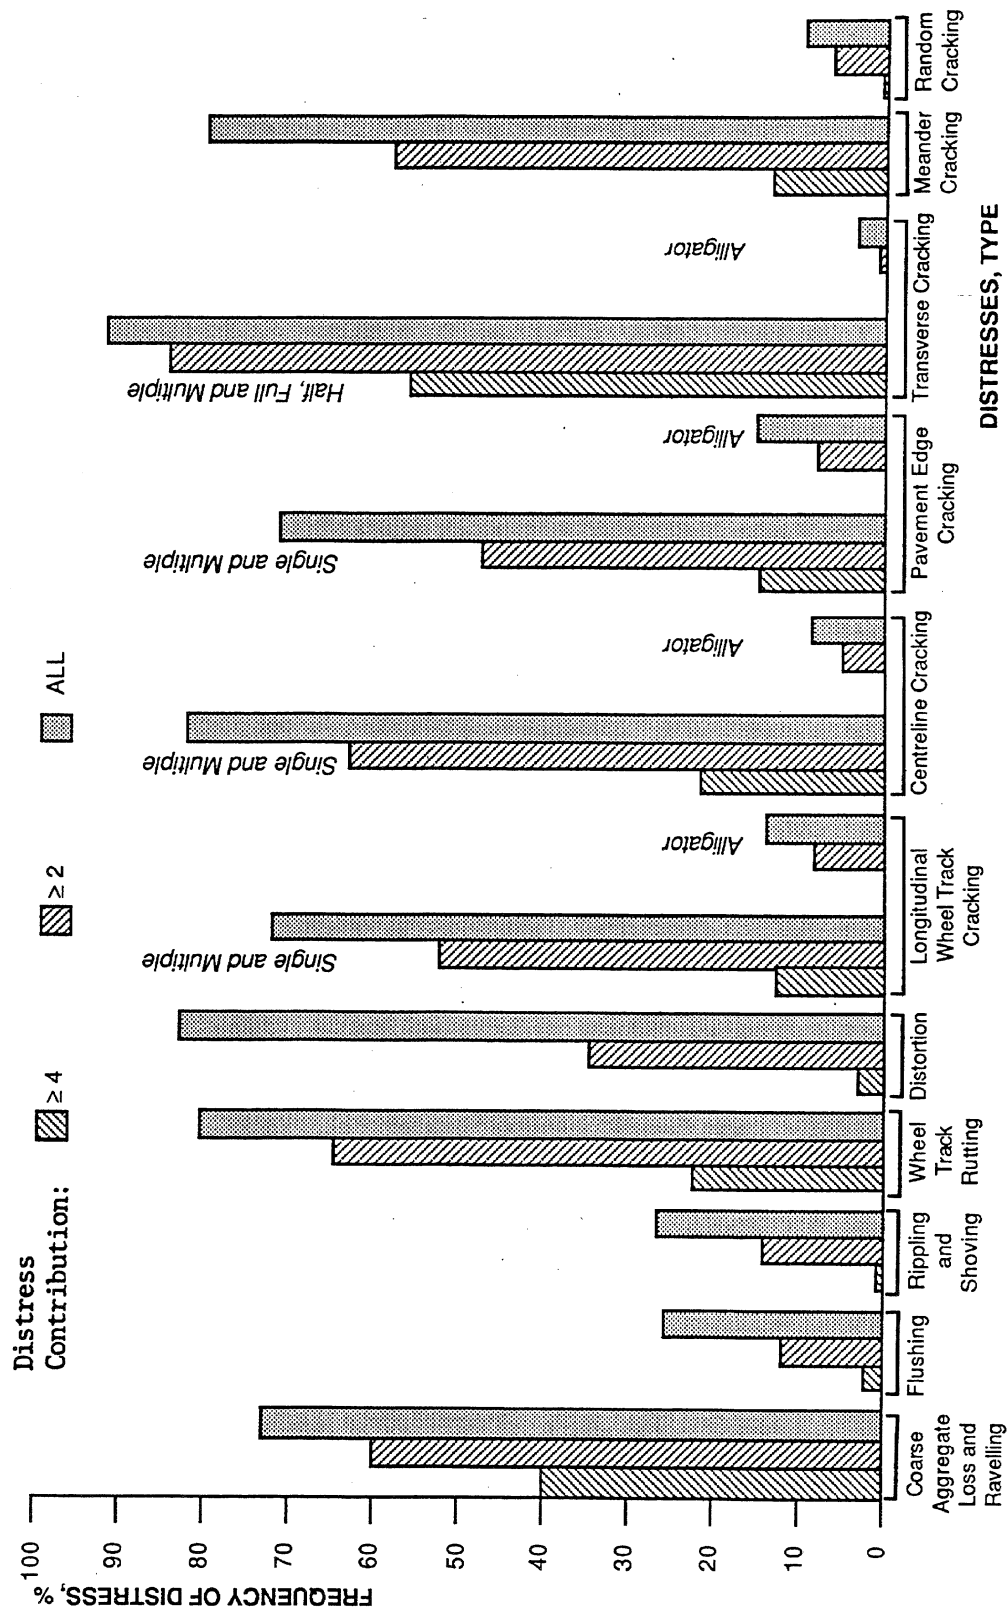 Distress
Contribution:
≥ 4
≥ 2
ALL
FREQUENCY OF DISTRESS, %
100
90
80
70
60
50
40
30
20
10
0
Single and Multiple
Alligator
Single and Multiple
Alligator
Single and Multiple
Alligator
Half, Full and Multiple
Alligator
Coarse
Aggregate
Loss and
Ravelling
Flushing
Rippling
and
Shoving
Wheel
Track
Rutting
Distortion
Longitudinal
Wheel Track
Cracking
Centreline Cracking
Pavement Edge
Cracking
Transverse Cracking
Meander
Cracking
Random
Cracking
DISTRESSES, TYPE